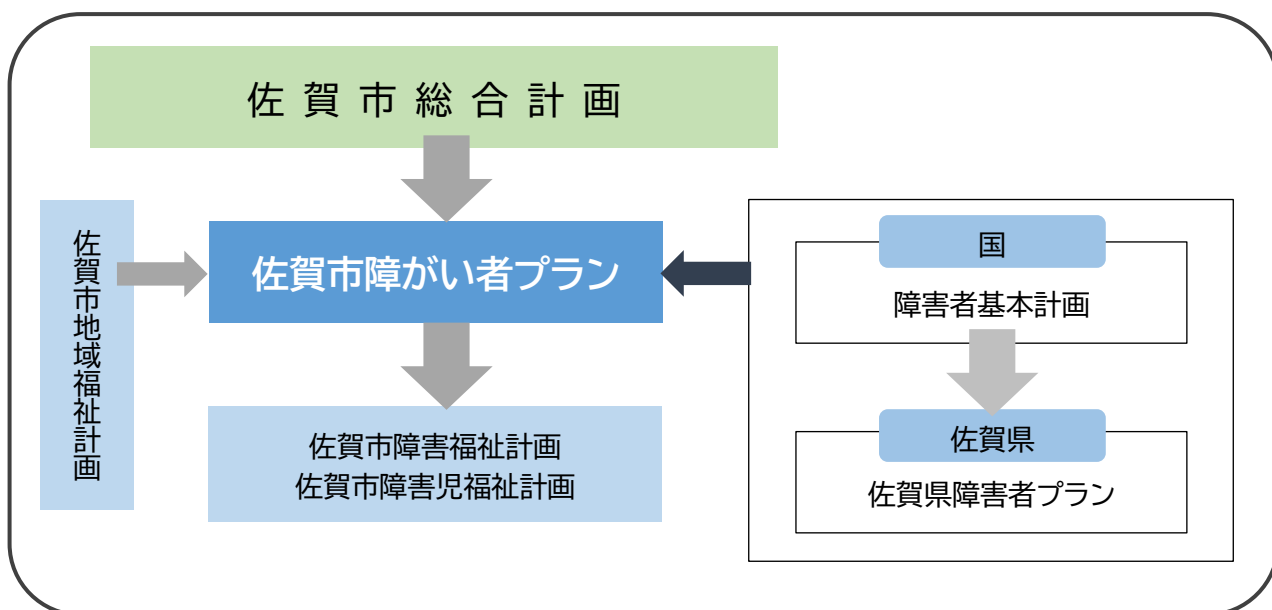 佐賀市総合計画
佐賀市地域福祉計画
佐賀市障がい者プラン
佐賀市障害福祉計画
佐賀市障害児福祉計画
国
障害者基本計画
佐賀県
佐賀県障害者プラン